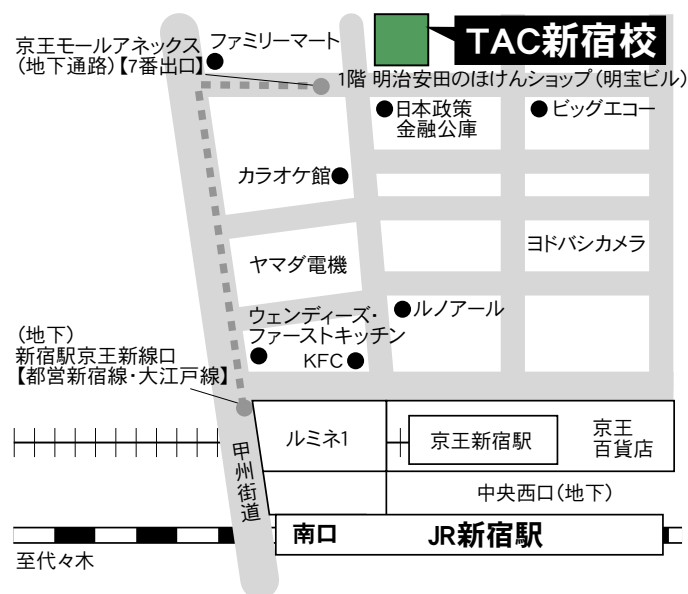 京王モールアネックス
(地下通路)【7番出口】
ファミリーマート
TAC新宿校
1階 明治安田のほけんショップ(明宝ビル)
日本政策
金融公庫
ビッグエコー
カラオケ館
ヨドバシカメラ
ヤマダ電機
ウェンディーズ・
ファーストキッチン
ルノアール
KFC
(地下)
新宿駅京王新線口
【都営新宿線・大江戸線】
ルミネ1
京王新宿駅
京王
百貨店
甲州街道
中央西口(地下)
南口
JR新宿駅
至代々木